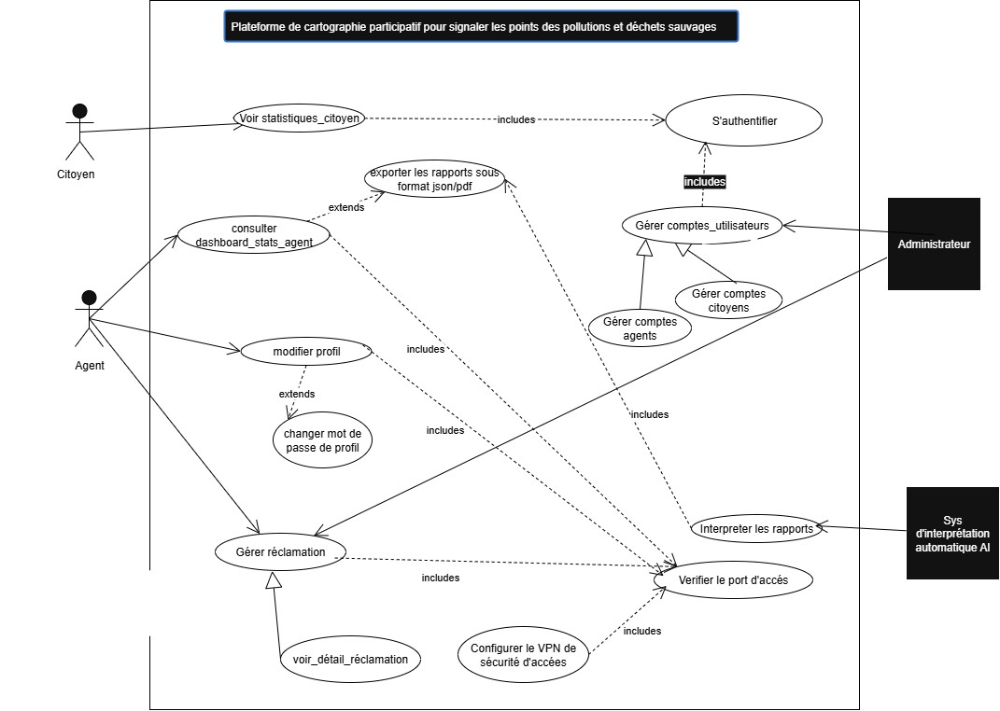 Plateforme de cartographie participatif pour signaler les points des pollutions et déchets sauvages
Voir statistiques_citoyen
includes
S'authentifier
Citoyen
exporter les rapports sous
format json/pdf
includes
extends
consulter
dashboard_stats_agent
Gérer comptes_utilisateurs
Administrateur
Gérer comptes
citoyens
Gérer comptes
agents
Agent
modifier profil
includes
extends
includes
includes
changer mot de
passe de profil
Interpreter les rapports
Sys
d'interprétation
automatique AI
Gérer réclamation
includes
Verifier le port d'accés
includes
Configurer le VPN de
sécurité d'accées
voir_détail_réclamation